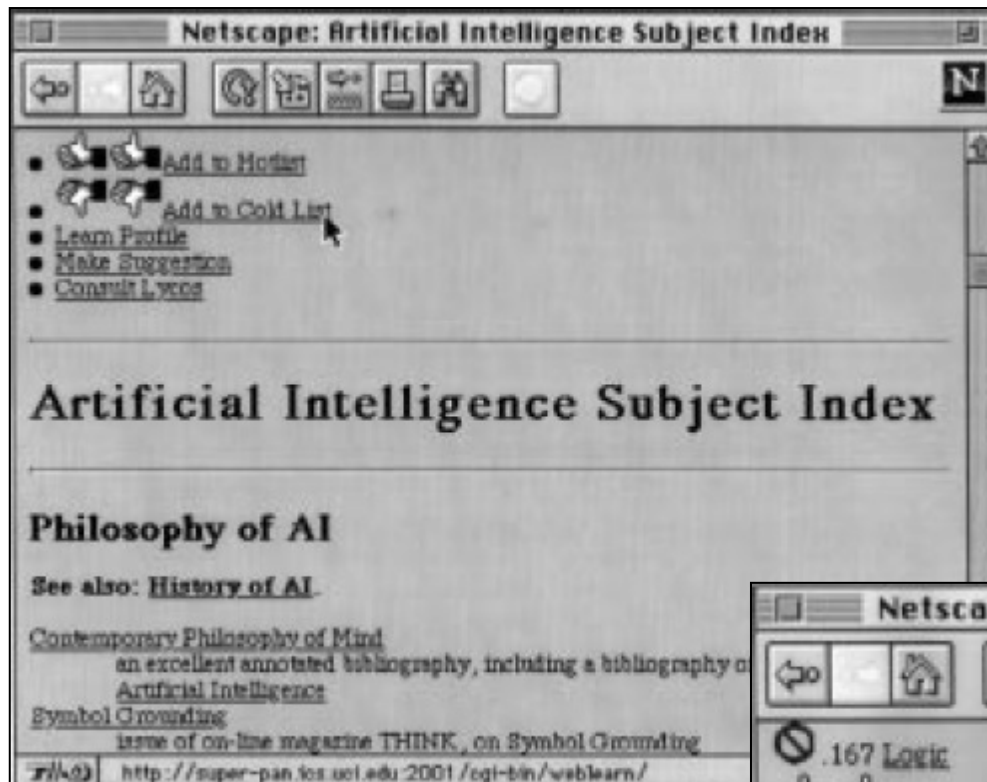 Netscape: Artificial Intelligence Subject Index
N
Add to Hotlist
Add to Cold List
Learn Profile
Make Suggestion
Consult Lycos
Artificial Intelligence Subject Index
Philosophy of AI
See also: History of AI.
Contemporary Philosophy of Mind
an excellent annotated bibliography, including a bibliography
Artificial Intelligence
Symbol Grounding
issue of on-line magazine THINK, on Symbol Grounding
http://super-pan.ics.uci.edu:2001/cgi-bin/weblearn/
Netsca
.167 Logic